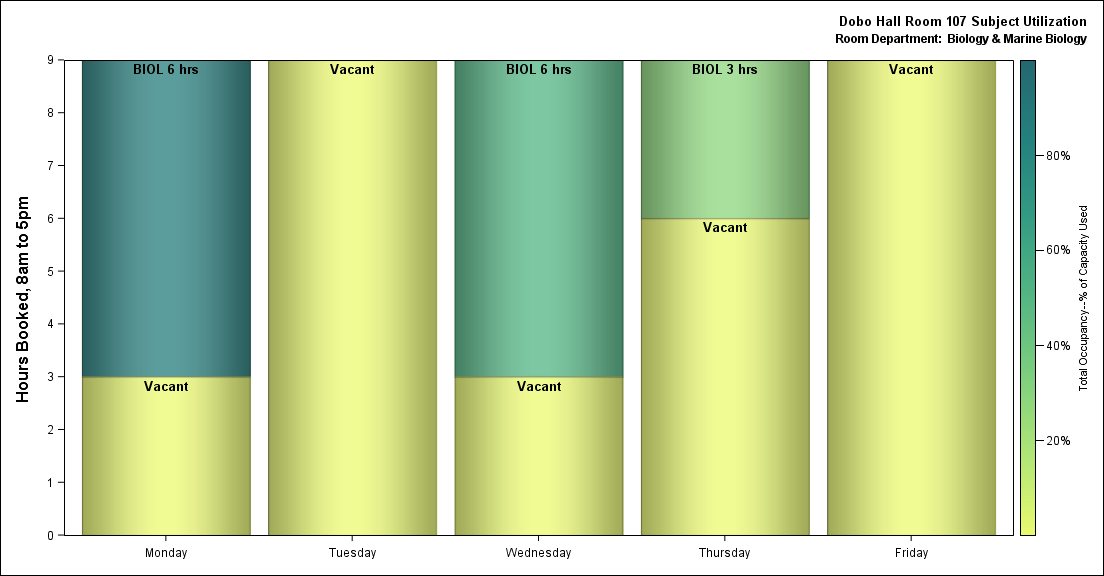 Dobo Hall Room 107 Subject Utilization
Room Department: Biology & Marine Biology
Hours Booked, 8am to 5pm
9
8
7
6
5
4
3
2
1
0
BIOL 6 hrs
Vacant
BIOL 6 hrs
BIOL 3 hrs
Vacant
Vacant
Vacant
Vacant
Monday
Tuesday
Wednesday
Thursday
Friday
80%
60%
40%
20%
Total Occupancy--% of Capacity Used